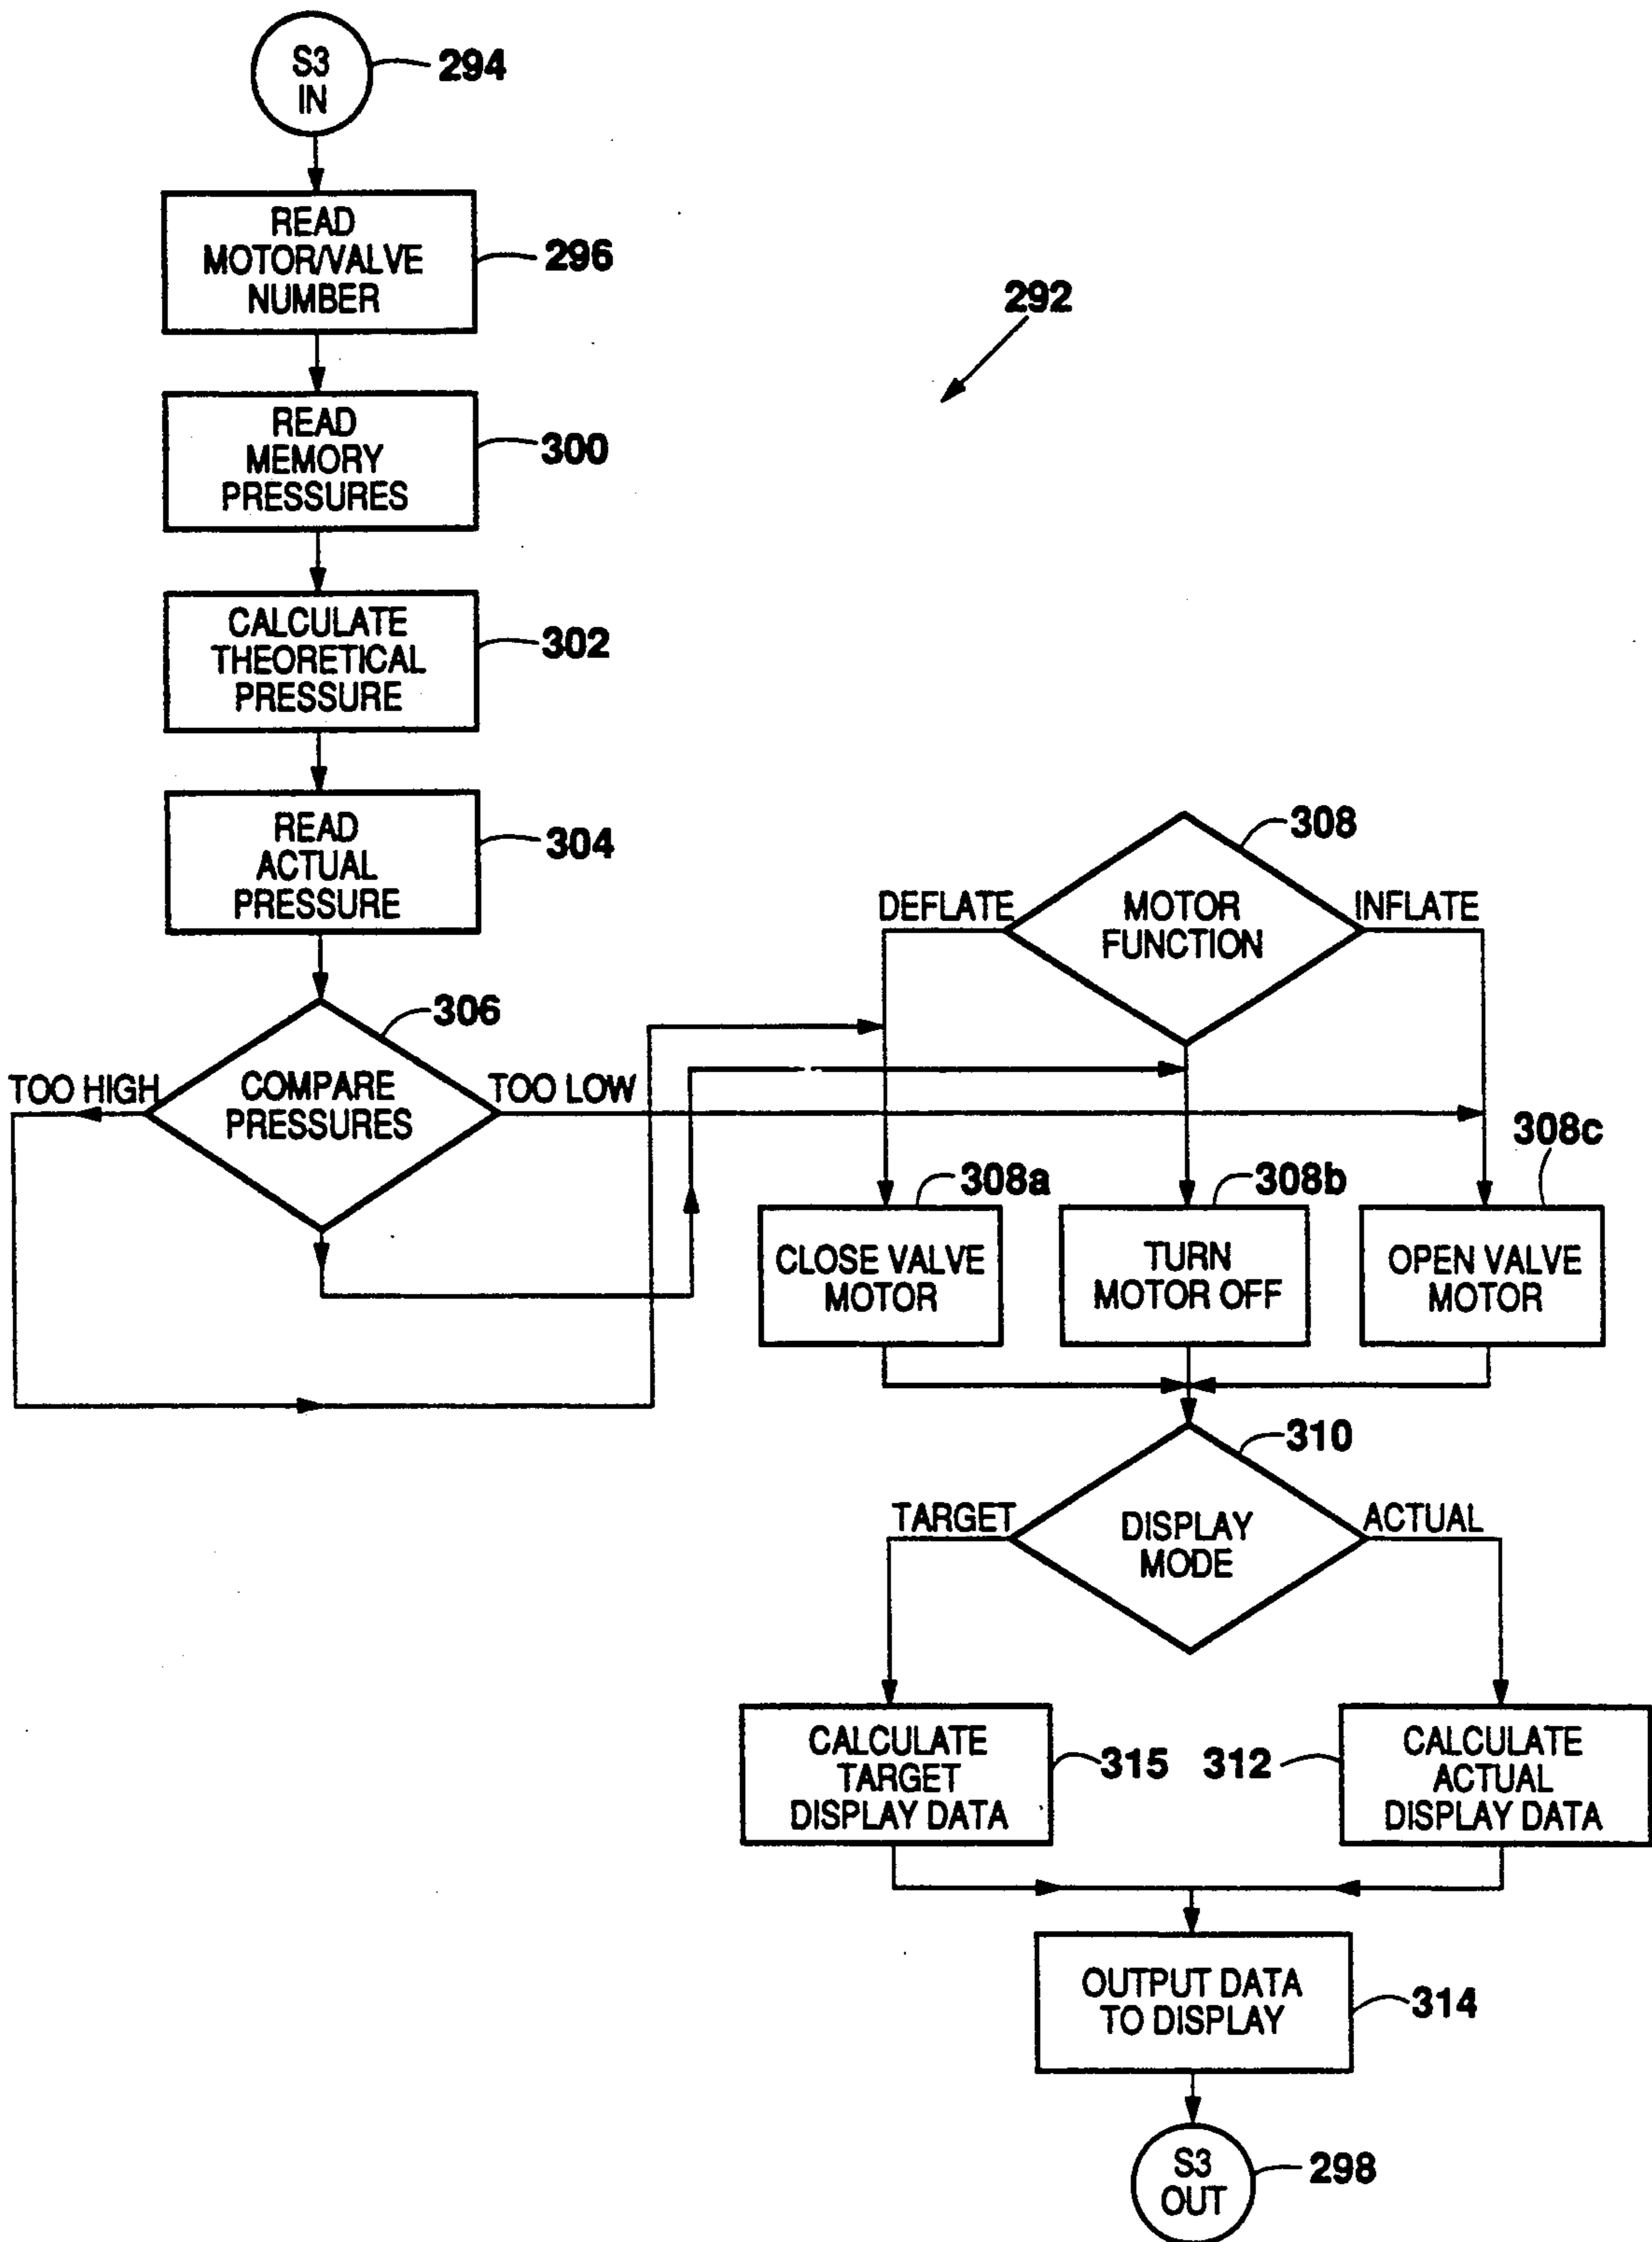 S3
IN
294
READ
MOTOR/VALVE
NUMBER
296
292
READ
MEMORY
PRESSURES
300
CALCULATE
THEORETICAL
PRESSURE
302
READ
ACTUAL
PRESSURE
304
308
DEFLATE
MOTOR
FUNCTION
INFLATE
306
TOO HIGH
COMPARE
PRESSURES
TOO LOW
308a
308b
308c
CLOSE VALVE
MOTOR
TURN
MOTOR OFF
OPEN VALVE
MOTOR
310
TARGET
DISPLAY
MODE
ACTUAL
CALCULATE
TARGET
DISPLAY DATA
315
312
CALCULATE
ACTUAL
DISPLAY DATA
OUTPUT DATA
TO DISPLAY
314
S3
OUT
298